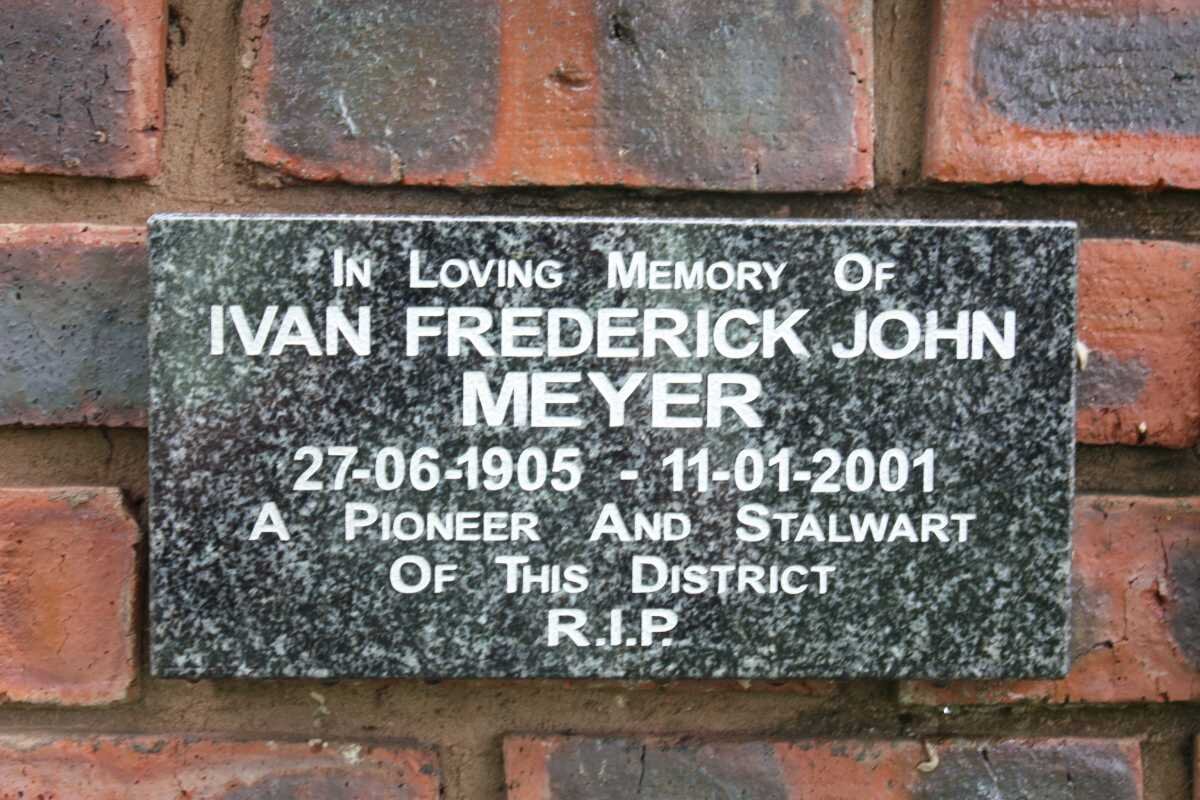 In Loving Memory Of
IVAN FREDERICK JOHN
MEYER
27-06-1905 - 11-01-2001
A Pioneer And Stalwart
Of This District
R.I.P.